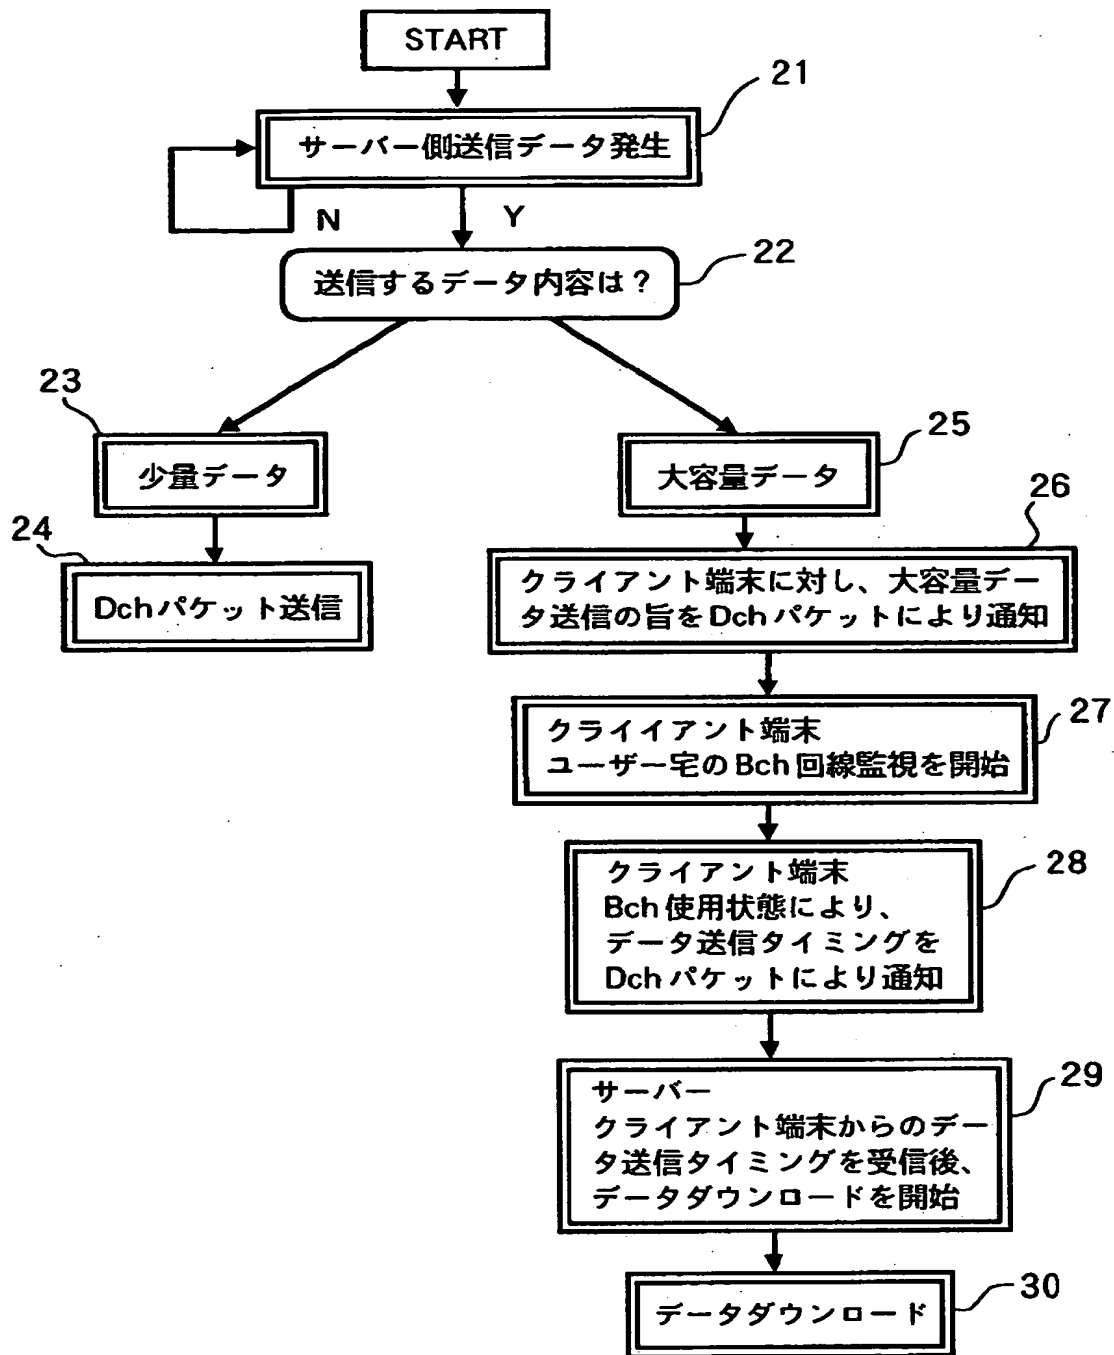 START
21
サーバー側送信データ発生
N
Y
22
送信するデータ内容は？
23
少量データ
24
Dchパケット送信
25
大容量データ
26
クライアント端末に対し、大容量デー
タ送信の旨をDchパケットにより通知
27
クライイアント端末
ユーザー宅のBch回線監視を開始
28
クライアント端末
Bch使用状態により、
データ送信タイミングを
Dchパケットにより通知
29
サーバー
クライアント端末からのデー
タ送信タイミングを受信後、
データダウンロードを開始
30
データダウンロード